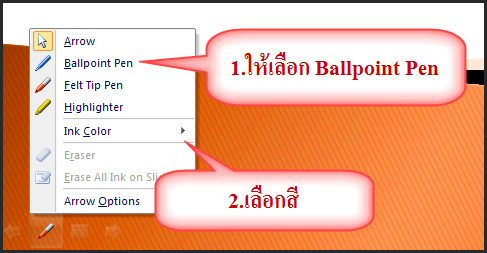 Arrow
Ballpoint Pen
Felt Tip Pen
Highlighter
Ink Color
Eraser
Erase All Ink on Slid
Arrow Options
1.ให้เลือก Ballpoint Pen
2.เลือกสี